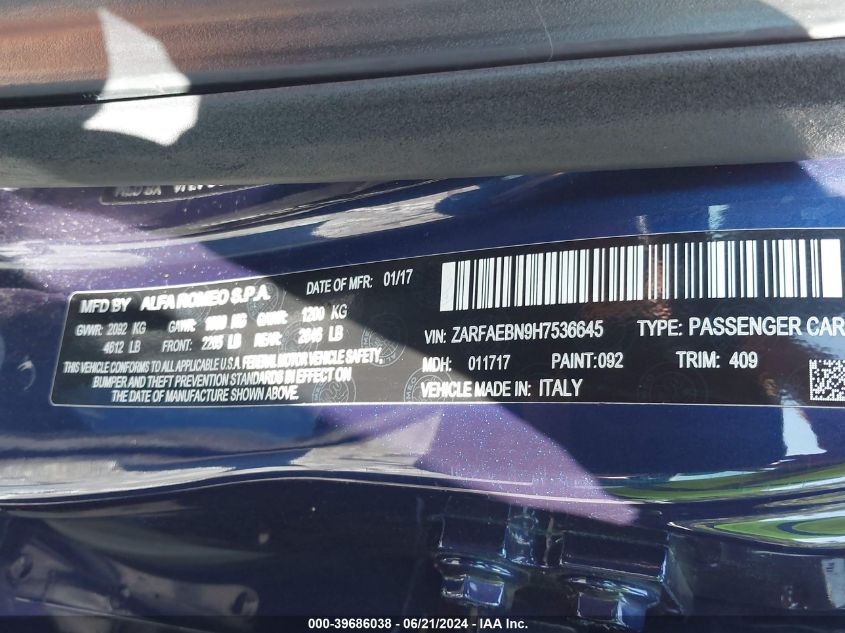 MFD BY ALFA ROMEO S.P.A. DATE OF MFR: 01/17
GVWR: 2092 KG GAWR: KG GAWR: 1200 KG
4612 LB FRONT: 2205 LB REAR: 2646 LB
THIS VEHICLE CONFORMS TO ALL APPLICABLE U.S.A. FEDERAL MOTOR VEHICLE SAFETY,
BUMPER AND THEFT PREVENTION STANDARDS IN EFFECT ON
THE DATE OF MANUFACTURE SHOWN ABOVE.
VIN: ZARFAEBN9H7536645 TYPE: PASSENGER CAR
MDH: 011717 PAINT:092 TRIM: 409
VEHICLE MADE IN: ITALY
000-39686038 - 06/21/2024 - IAA Inc.